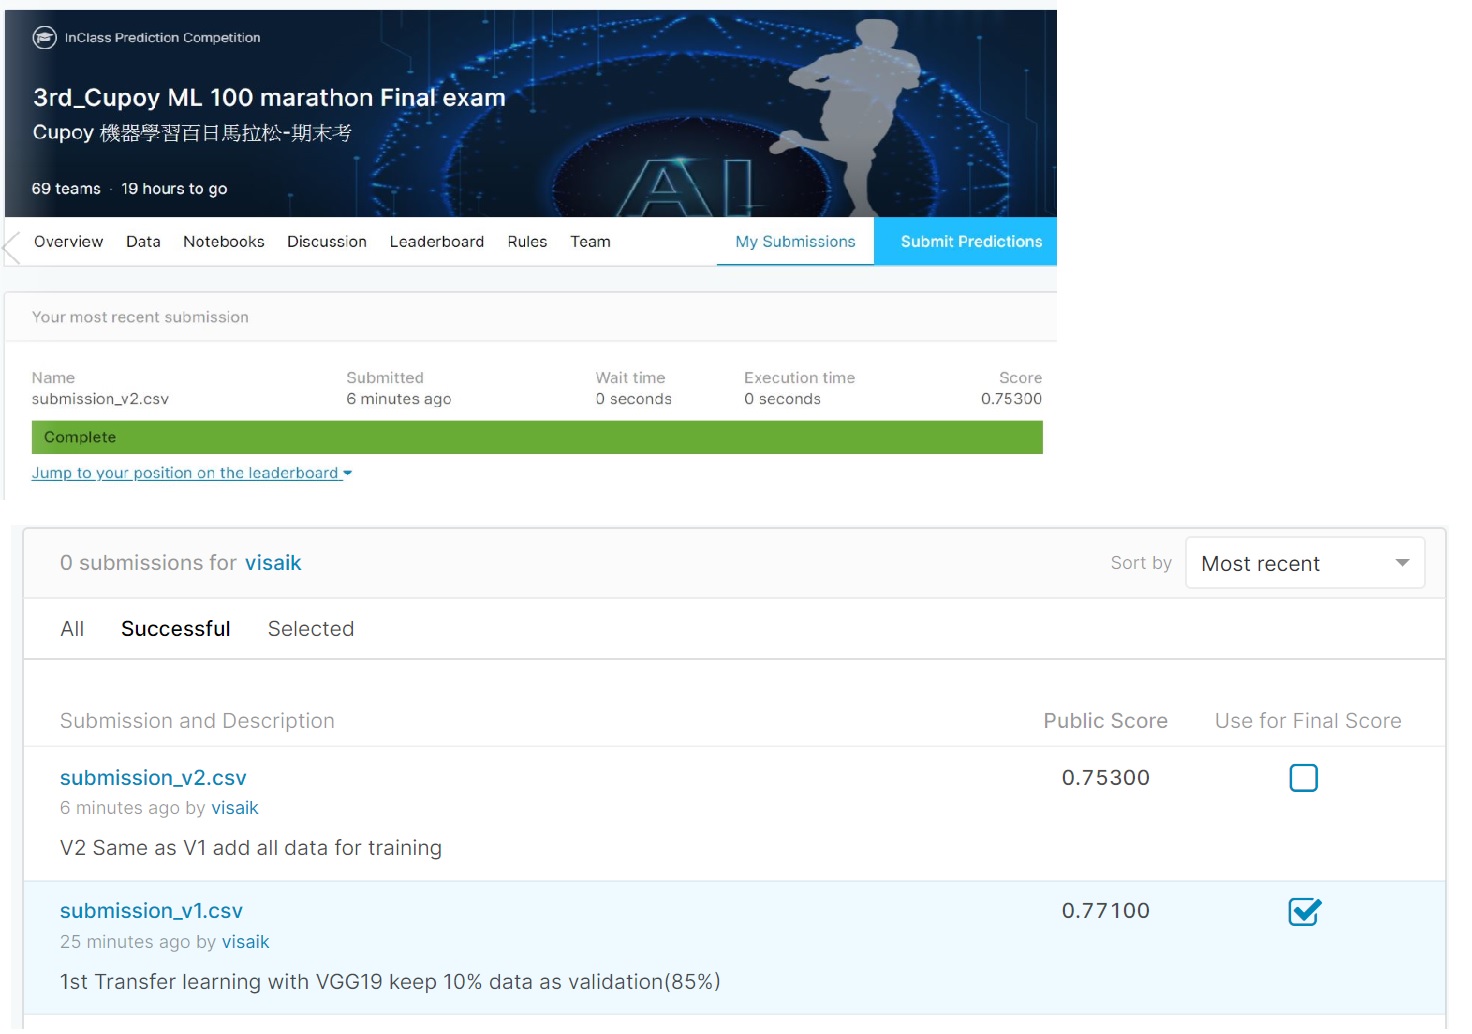 InClass Prediction Competition
3rd_Cupoy ML 100 marathon Final exam
Cupoy 機器學習百日馬拉松-期末考
69 teams · 19 hours to go
AI
Overview Data Notebooks Discussion Leaderboard Rules Team My Submissions Submit Predictions
Your most recent submission
Name Submitted Wait time Execution time Score
submission_v2.csv 6 minutes ago 0 seconds 0 seconds 0.75300
Complete
Jump to your position on the leaderboard
0 submissions for visaik Sort by Most recent
All Successful Selected
Submission and Description Public Score Use for Final Score
submission_v2.csv 0.75300
6 minutes ago by visaik
V2 Same as V1 add all data for training
submission_v1.csv 0.77100
25 minutes ago by visaik
1st Transfer learning with VGG19 keep 10% data as validation(85%)